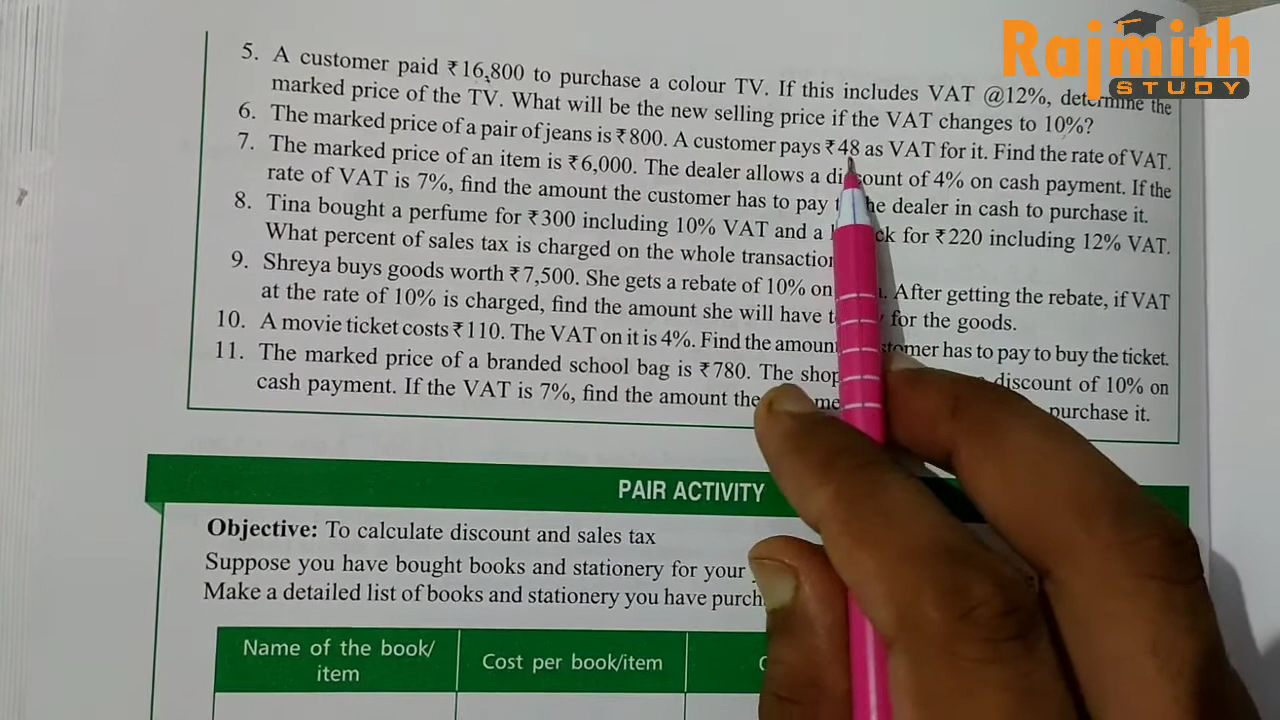 Rajmith
STUDY
5. A customer paid ₹16,800 to purchase a colour TV. If this includes VAT @12%, determine the
marked price of the TV. What will be the new selling price if the VAT changes to 10%?
6. The marked price of a pair of jeans is ₹800. A customer pays ₹48 as VAT for it. Find the rate of VAT.
7. The marked price of an item is ₹6,000. The dealer allows a discount of 4% on cash payment. If the
rate of VAT is 7%, find the amount the customer has to pay the dealer in cash to purchase it.
8. Tina bought a perfume for ₹300 including 10% VAT and a for ₹220 including 12% VAT.
What percent of sales tax is charged on the whole transaction
9. Shreya buys goods worth ₹7,500. She gets a rebate of 10% on After getting the rebate, if VAT
at the rate of 10% is charged, find the amount she will have for the goods.
10. A movie ticket costs ₹110. The VAT on it is 4%. Find the amount customer has to pay to buy the ticket.
11. The marked price of a branded school bag is ₹780. The discount of 10% on
cash payment. If the VAT is 7%, find the amount the purchase it.
PAIR ACTIVITY
Objective: To calculate discount and sales tax
Suppose you have bought books and stationery for your
Make a detailed list of books and stationery you have
Name of the book/
item
Cost per book/item